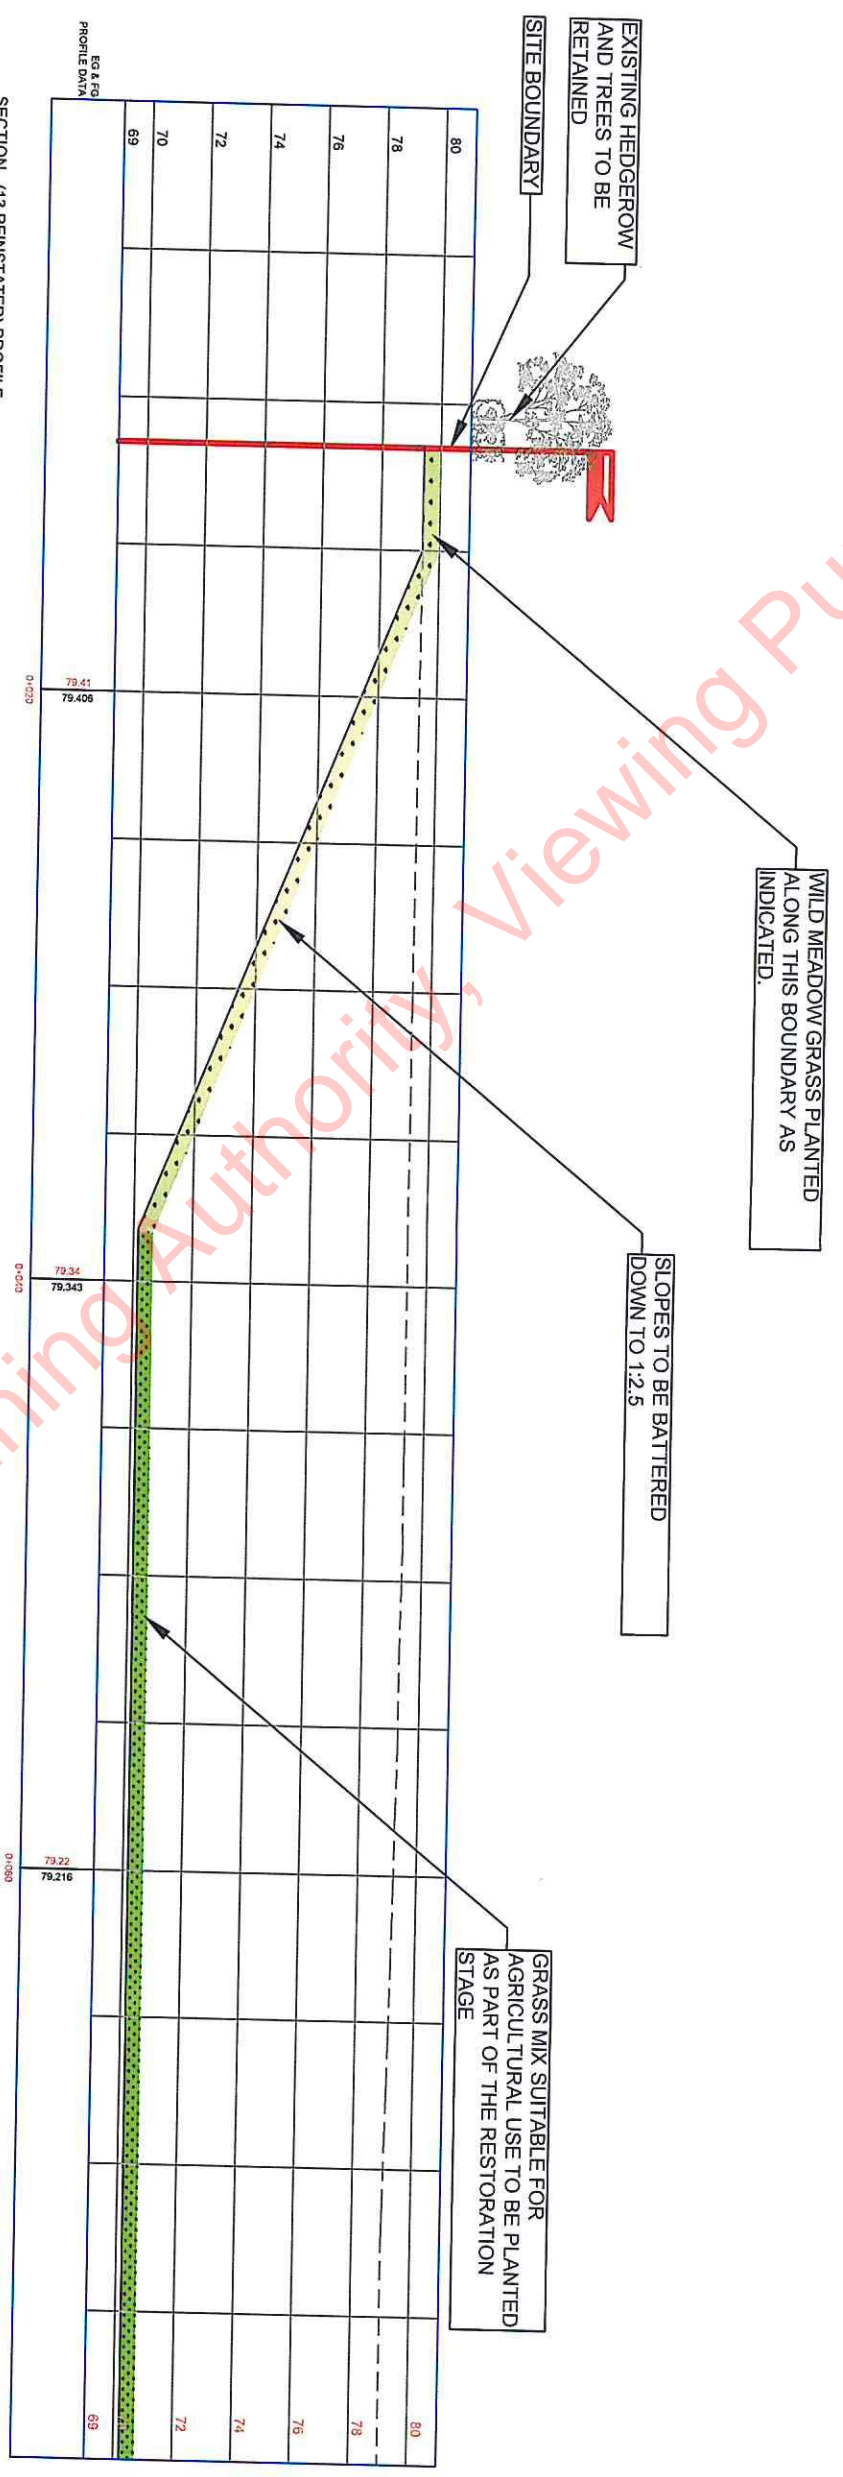 EXISTING HEDGEROW
AND TREES TO BE
RETAINED
SITE BOUNDARY
WILD MEADOW GRASS PLANTED
ALONG THIS BOUNDARY AS
INDICATED.
SLOPES TO BE BATTERED
DOWN TO 1:2.5
GRASS MIX SUITABLE FOR
AGRICULTURAL USE TO BE PLANTED
AS PART OF THE RESTORATION
STAGE
80
78
76
74
72
70
69
80
78
76
74
72
69
EG & FG
PROFILE DATA
79.41
79.406
0+020
79.34
79.343
0+040
79.22
79.216
0+060
ning Authority, Viewing Pu